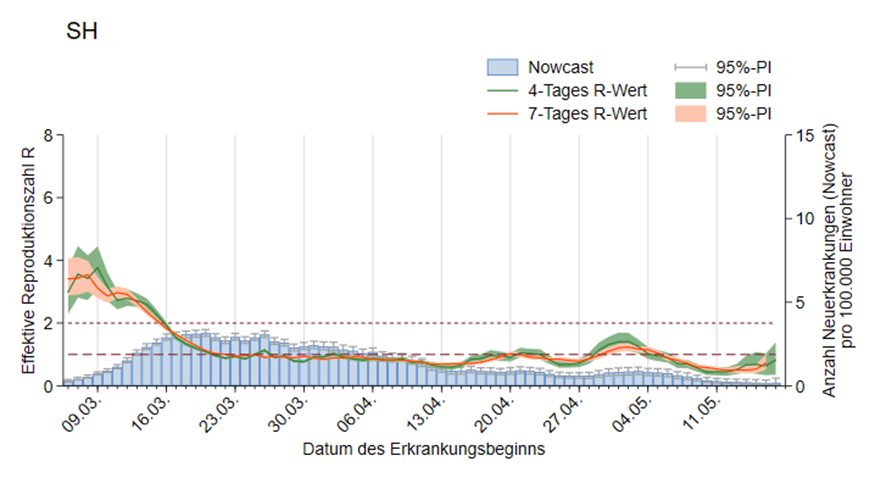 SH
Nowcast
95%-PI
4-Tages R-Wert
95%-PI
7-Tages R-Wert
95%-PI
Effektive Reproduktionszahl R
8
6
4
2
0
15
10
5
0
Anzahl Neuerkrankungen (Nowcast)
pro 100.000 Einwohner
09.03.
16.03.
23.03.
30.03.
06.04.
13.04.
20.04.
27.04.
04.05.
11.05.
Datum des Erkrankungsbeginns